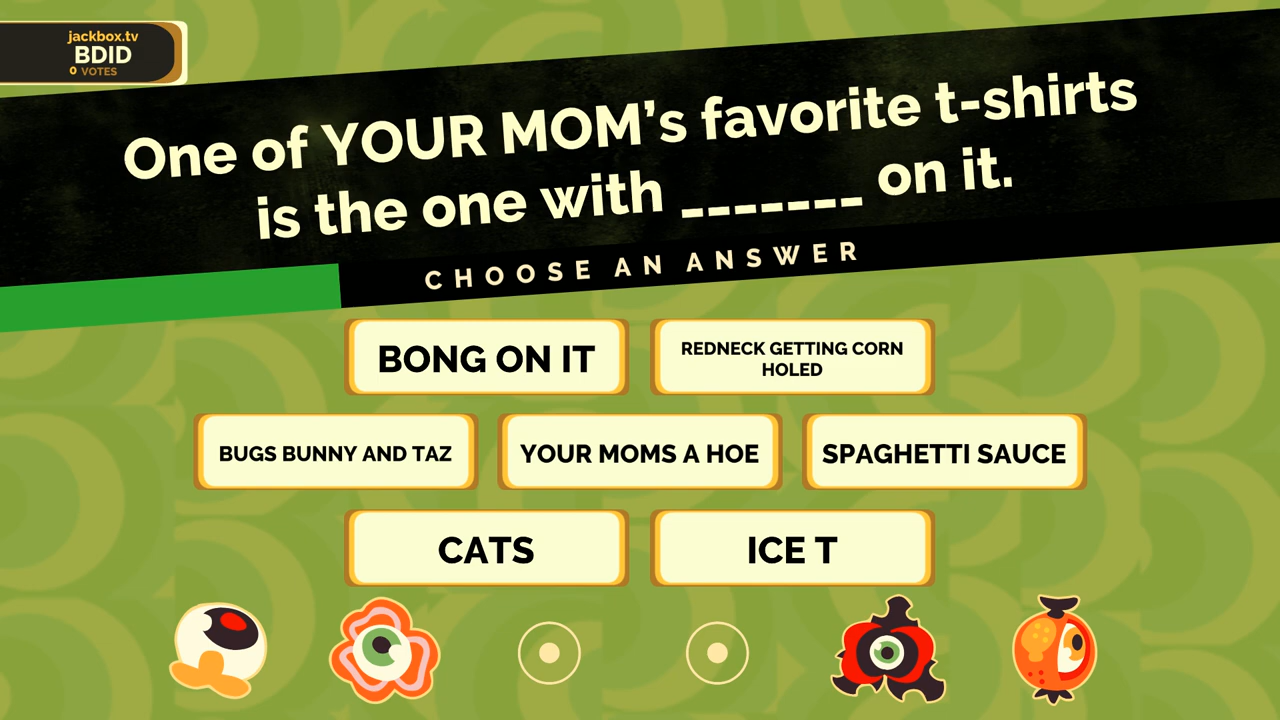 jackbox.tv
BDID
0 VOTES
One of YOUR MOM’s favorite t-shirts
is the one with _______ on it.
CHOOSE AN ANSWER
BONG ON IT
REDNECK GETTING CORN
HOLED
BUGS BUNNY AND TAZ
YOUR MOMS A HOE
SPAGHETTI SAUCE
CATS
ICE T